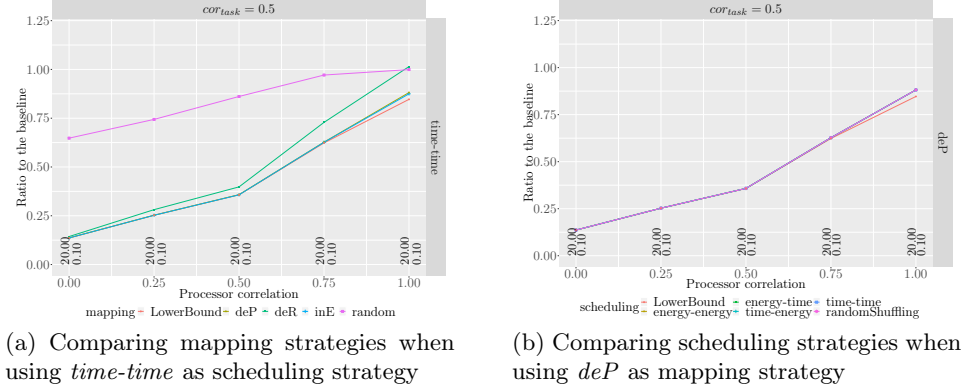 cor_task = 0.5
1.25
1.00
0.75
0.50
0.25
0.00
Ratio to the baseline
time-time
20.00
0.10
20.00
0.10
20.00
0.10
20.00
0.10
20.00
0.10
0.00 0.25 0.50 0.75 1.00
Processor correlation
mapping LowerBound deP deR inE random
(a) Comparing mapping strategies when
using time-time as scheduling strategy
cor_task = 0.5
1.25
1.00
0.75
0.50
0.25
0.00
Ratio to the baseline
deP
20.00
0.10
20.00
0.10
20.00
0.10
20.00
0.10
20.00
0.10
0.00 0.25 0.50 0.75 1.00
Processor correlation
scheduling LowerBound energy-time time-time
energy-energy time-energy randomShuffling
(b) Comparing scheduling strategies when
using deP as mapping strategy